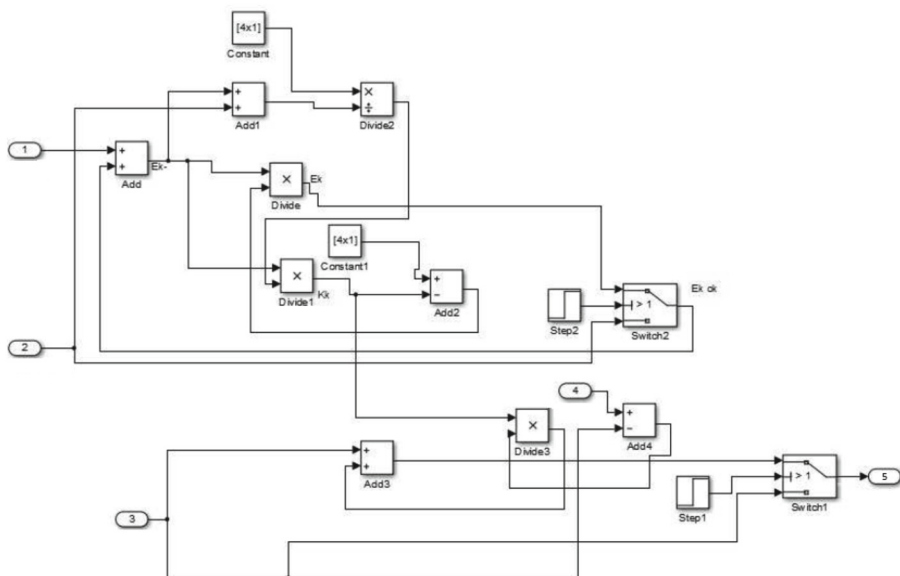 [4x1]
Constant
+
+
Add1
×
÷
Divide2
1
+
+
Add
Ek-
×
Divide
Ek
[4x1]
Constant1
×
Divide1
Kk
+
−
Add2
Step2
> 1
Switch2
Ek ok
2
4
×
Divide3
+
−
Add4
+
+
Add3
Step1
> 1
Switch1
5
3